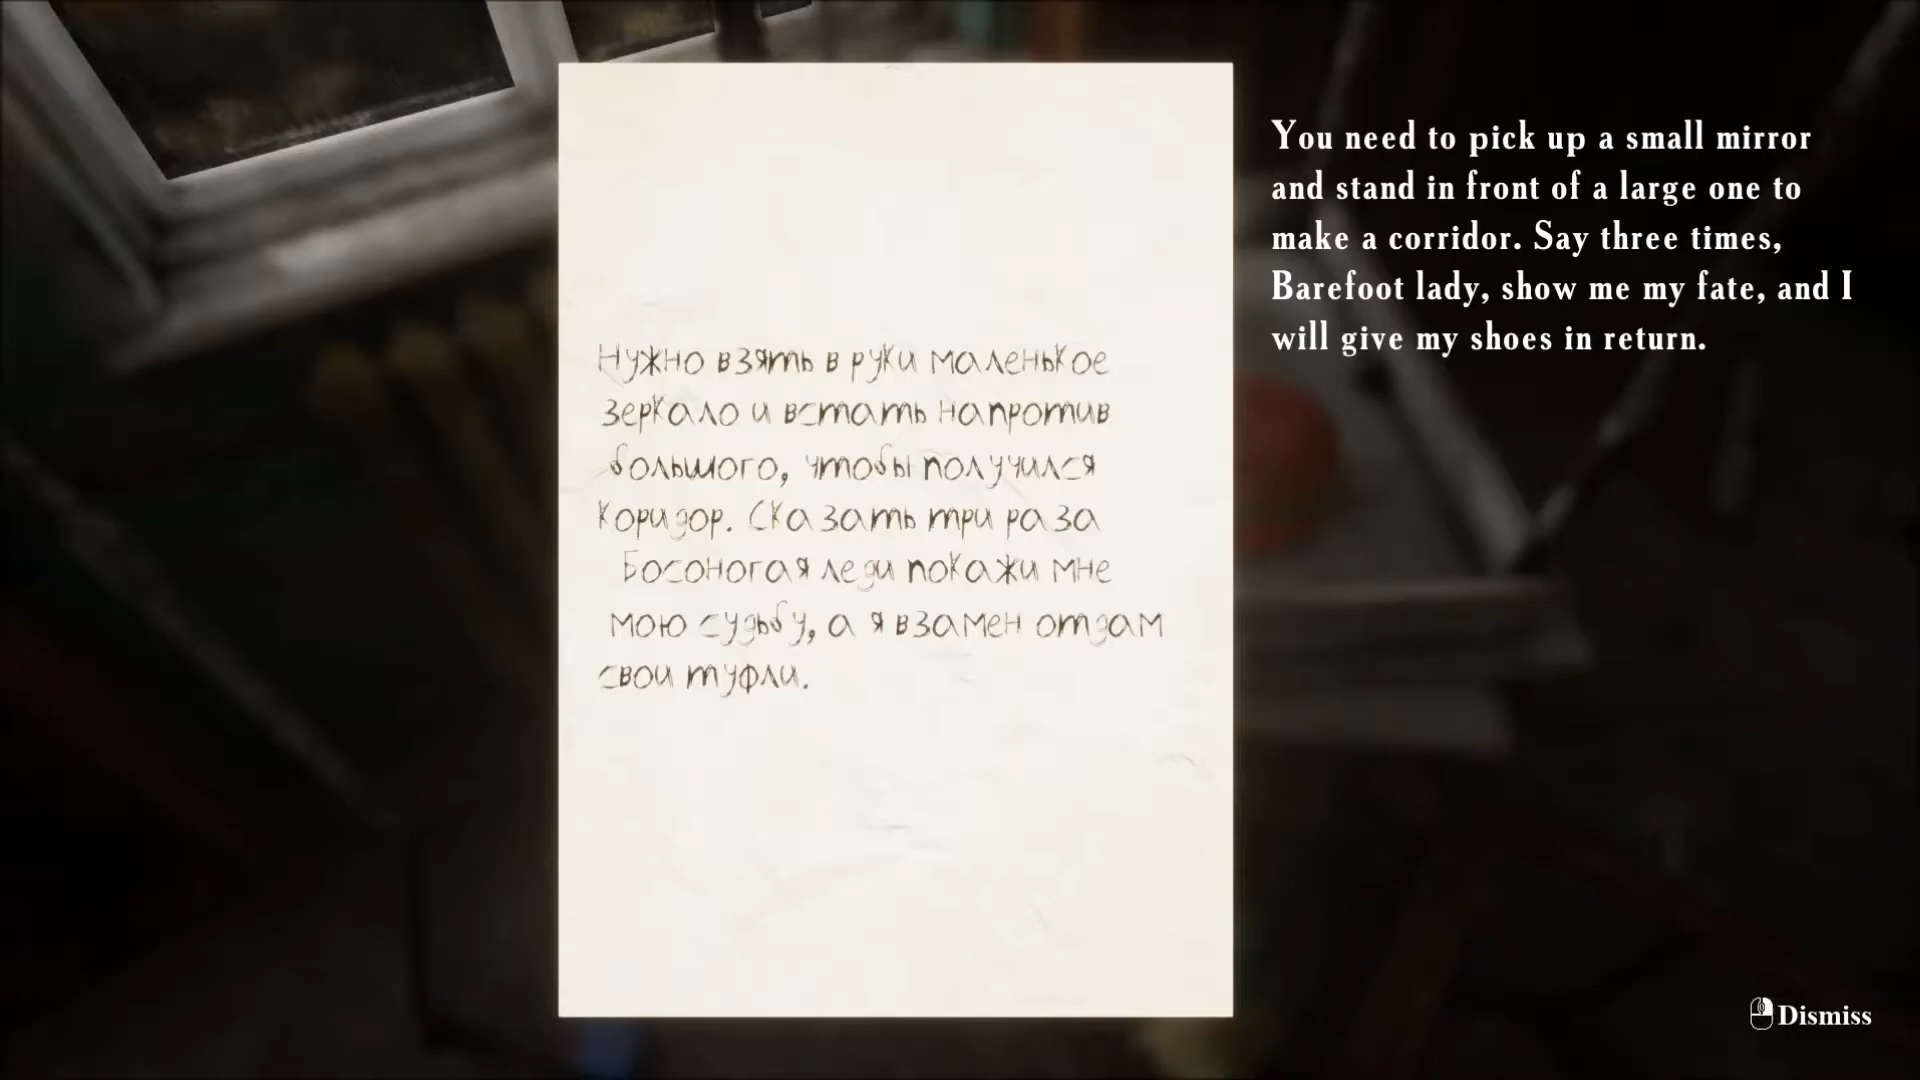 Нужно взять в руки маленькое
зеркало и встать напротив
большого, чтобы получился
коридор. Сказать три раза
Босоногая леди покажи мне
мою судьбу, а я взамен отдам
свои туфли.
You need to pick up a small mirror
and stand in front of a large one to
make a corridor. Say three times,
Barefoot lady, show me my fate, and I
will give my shoes in return.
Dismiss